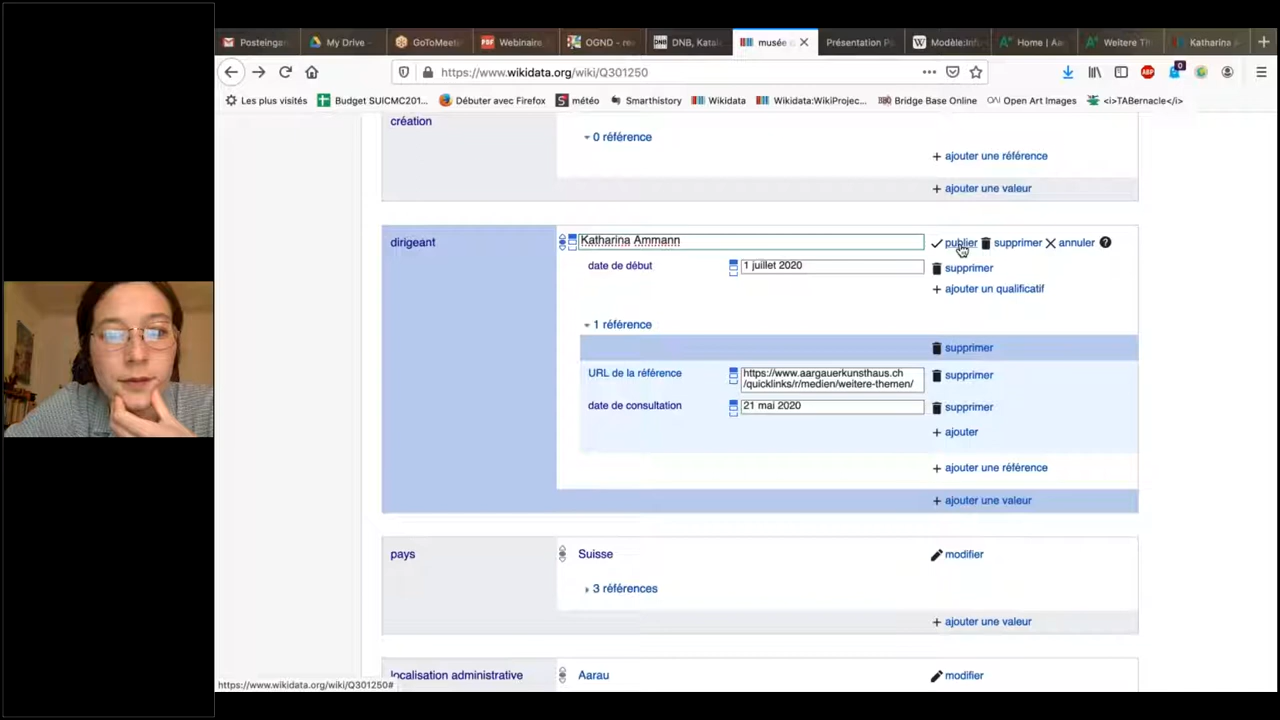 Posteingan
My Drive -
GoToMeeti
Webinaire
OGND - re
DNB, Katal
musée
Présentation P
Modèle:Info
Home | Aa
Weitere Th
Katharina A
https://www.wikidata.org/wiki/Q301250
0
Les plus visités
Budget SUICMC201...
Débuter avec Firefox
météo
Smarthistory
Wikidata
Wikidata:WikiProjec...
Bridge Base Online
Open Art Images
<i>TABernacle</i>
création
0 référence
+ ajouter une référence
+ ajouter une valeur
dirigeant
Katharina Ammann
publier
supprimer
annuler
date de début
1 juillet 2020
supprimer
+ ajouter un qualificatif
1 référence
supprimer
URL de la référence
https://www.aargauerkunsthaus.ch
/quicklinks/r/medien/weitere-themen/
supprimer
date de consultation
21 mai 2020
supprimer
+ ajouter
+ ajouter une référence
+ ajouter une valeur
pays
Suisse
modifier
3 références
+ ajouter une valeur
localisation administrative
Aarau
modifier
https://www.wikidata.org/wiki/Q301250#